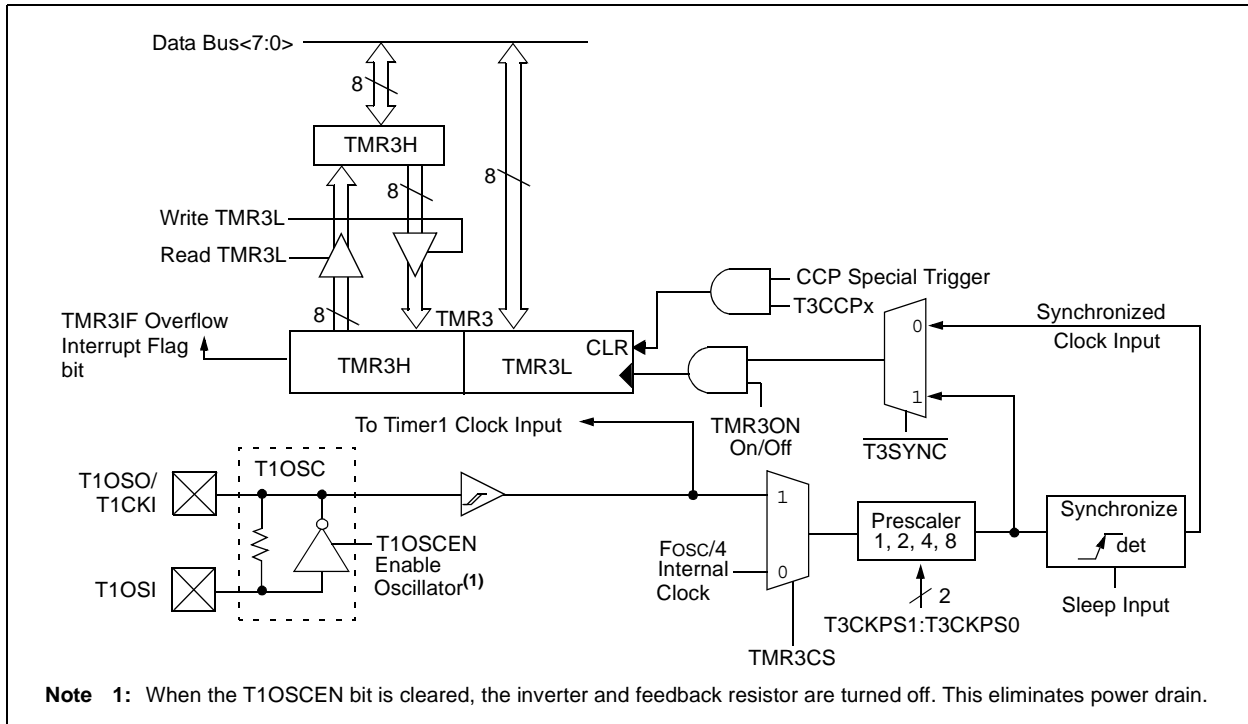 Data Bus<7:0>
8
TMR3H
8
8
Write TMR3L
Read TMR3L
8
TMR3
CCP Special Trigger
T3CCPx
TMR3IF Overflow
Interrupt Flag
bit
TMR3H
TMR3L
CLR
0
1
Synchronized
Clock Input
TMR3ON
On/Off
T3SYNC
To Timer1 Clock Input
T1OSO/
T1CKI
T1OSC
T1OSCEN
Enable
Oscillator(1)
T1OSI
FOSC/4
Internal
Clock
1
0
TMR3CS
Prescaler
1, 2, 4, 8
2
T3CKPS1:T3CKPS0
Synchronize
det
Sleep Input
Note 1: When the T1OSCEN bit is cleared, the inverter and feedback resistor are turned off. This eliminates power drain.